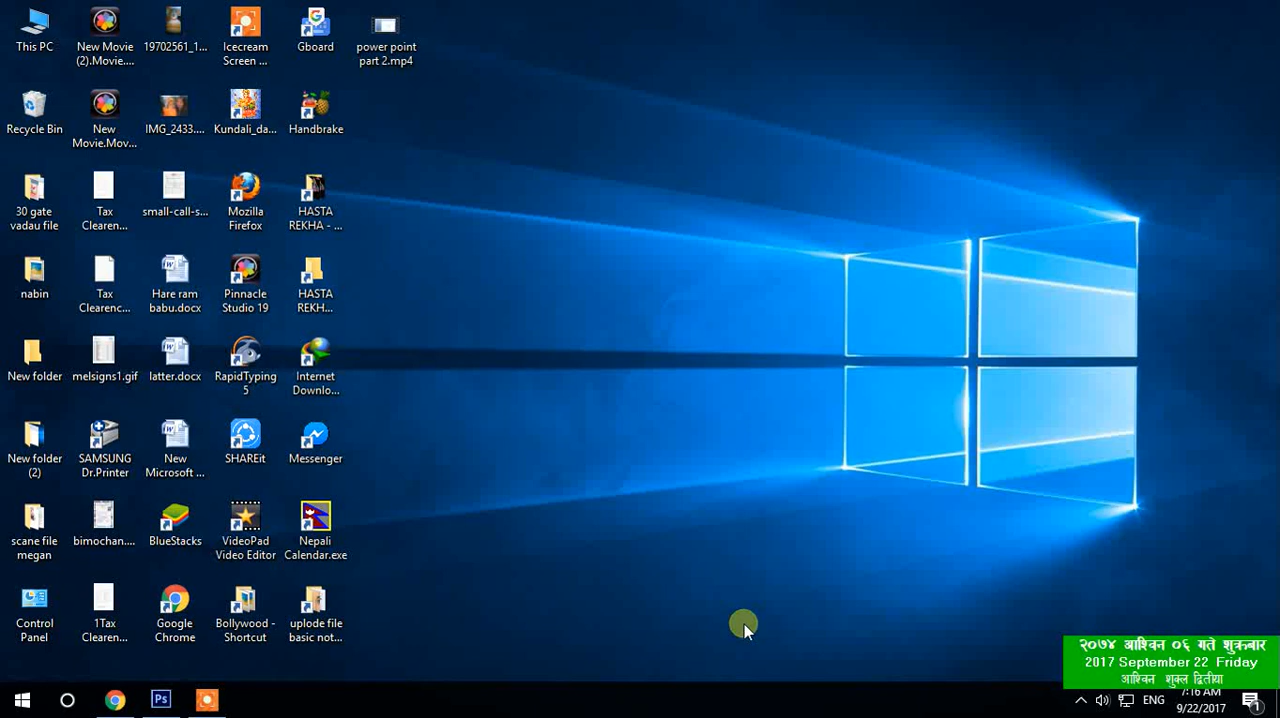 This PC
New Movie
(2).Movie....
19702561_1...
Icecream
Screen ...
Gboard
power point
part 2.mp4
Recycle Bin
New
Movie.Mov...
IMG_2433....
Kundali_da...
Handbrake
30 gate
vadau file
Tax
Clearen...
small-call-s...
Mozilla
Firefox
HASTA
REKHA - ...
nabin
Tax
Clearenc...
Hare ram
babu.docx
Pinnacle
Studio 19
HASTA
REKH...
New folder
melsigns1.gif
latter.docx
RapidTyping
5
Internet
Downlo...
New folder
(2)
SAMSUNG
Dr.Printer
New
Microsoft ...
SHAREit
Messenger
scane file
megan
bimochan....
BlueStacks
VideoPad
Video Editor
Nepali
Calendar.exe
Control
Panel
1Tax
Clearen...
Google
Chrome
Bollywood -
Shortcut
uplode file
basic not...
२०७४ आश्विन ०६ गते शुक्रबार
2017 September 22 Friday
आश्विन शुक्ल द्वितीया
Ps
ENG
7:16 AM
9/22/2017
1